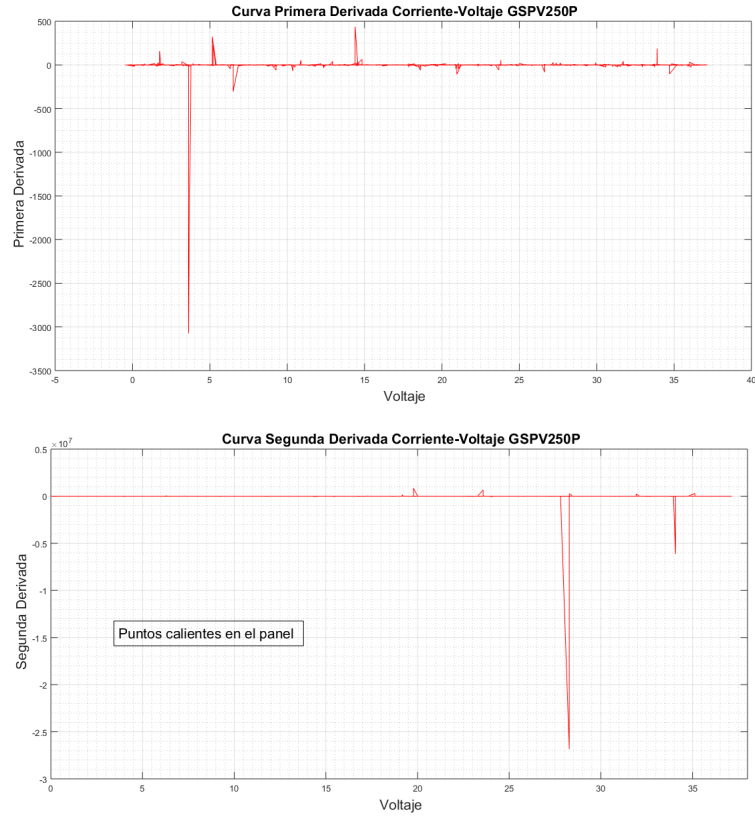 Curva Primera Derivada Corriente-Voltaje GSPV250P
500
0
-500
-1000
-1500
-2000
-2500
-3000
-3500
Primera Derivada
-5 0 5 10 15 20 25 30 35 40
Voltaje
Curva Segunda Derivada Corriente-Voltaje GSPV250P
×10^7
0.5
0
-0.5
-1
-1.5
-2
-2.5
-3
Segunda Derivada
Puntos calientes en el panel
0 5 10 15 20 25 30 35
Voltaje